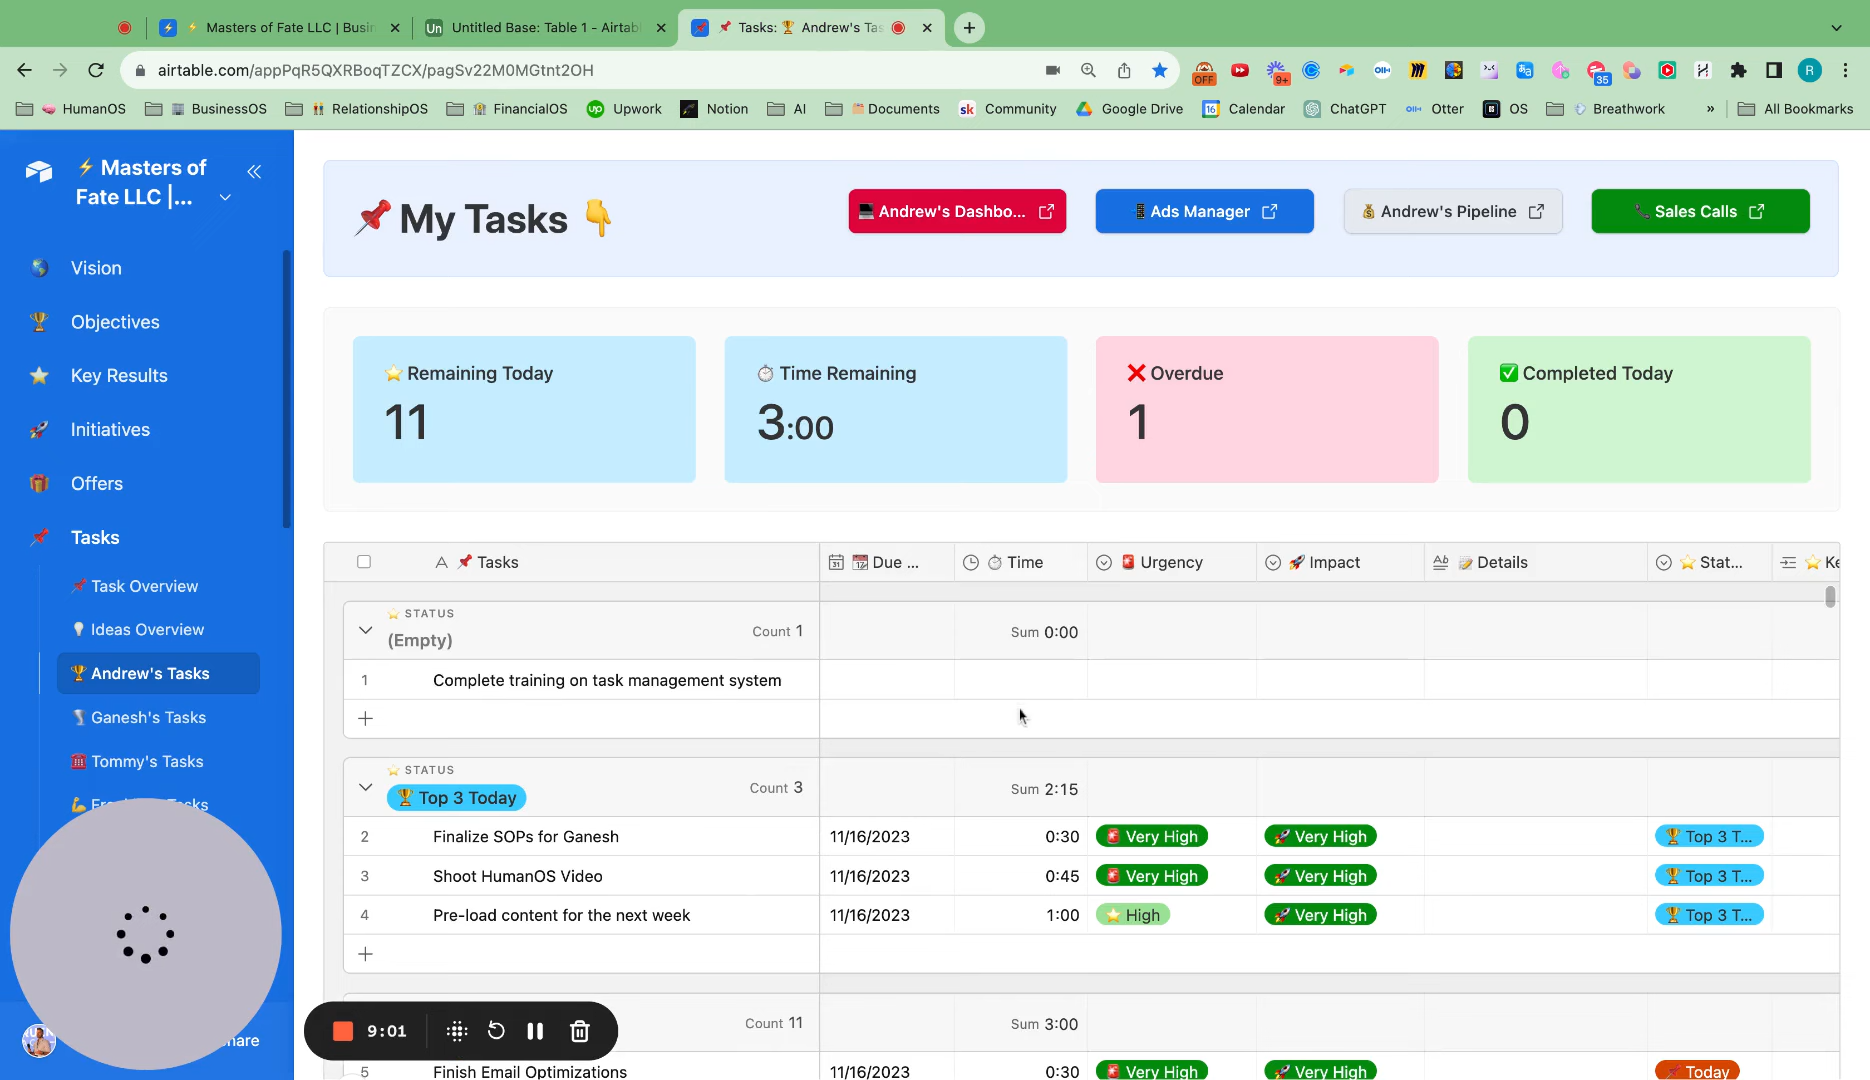 ⚡ Masters of Fate LLC | Busin
Untitled Base: Table 1 - Airtabl
📌 Tasks: 🏆 Andrew's Tas
airtable.com/appPqR5QXRBoqTZCX/pagSv22M0MGtnt2OH
OFF
9+
35
R
HumanOS
BusinessOS
RelationshipOS
FinancialOS
Upwork
Notion
AI
Documents
Community
Google Drive
Calendar
ChatGPT
Otter
OS
Breathwork
»
All Bookmarks
⚡ Masters of
Fate LLC |...
Vision
Objectives
Key Results
Initiatives
Offers
Tasks
Task Overview
Ideas Overview
Andrew's Tasks
Ganesh's Tasks
Tommy's Tasks
My Tasks
Andrew's Dashbo...
Ads Manager
Andrew's Pipeline
Sales Calls
Remaining Today
11
Time Remaining
3:00
Overdue
1
Completed Today
0
Tasks
Due ...
Time
Urgency
Impact
Details
Stat...
Ke
STATUS
(Empty)
Count 1
Sum 0:00
1 Complete training on task management system
STATUS
Top 3 Today
Count 3
Sum 2:15
2 Finalize SOPs for Ganesh 11/16/2023 0:30 Very High Very High Top 3 T...
3 Shoot HumanOS Video 11/16/2023 0:45 Very High Very High Top 3 T...
4 Pre-load content for the next week 11/16/2023 1:00 High Very High Top 3 T...
Count 11
Sum 3:00
5 Finish Email Optimizations 11/16/2023 0:30 Very High Very High Today
9:01